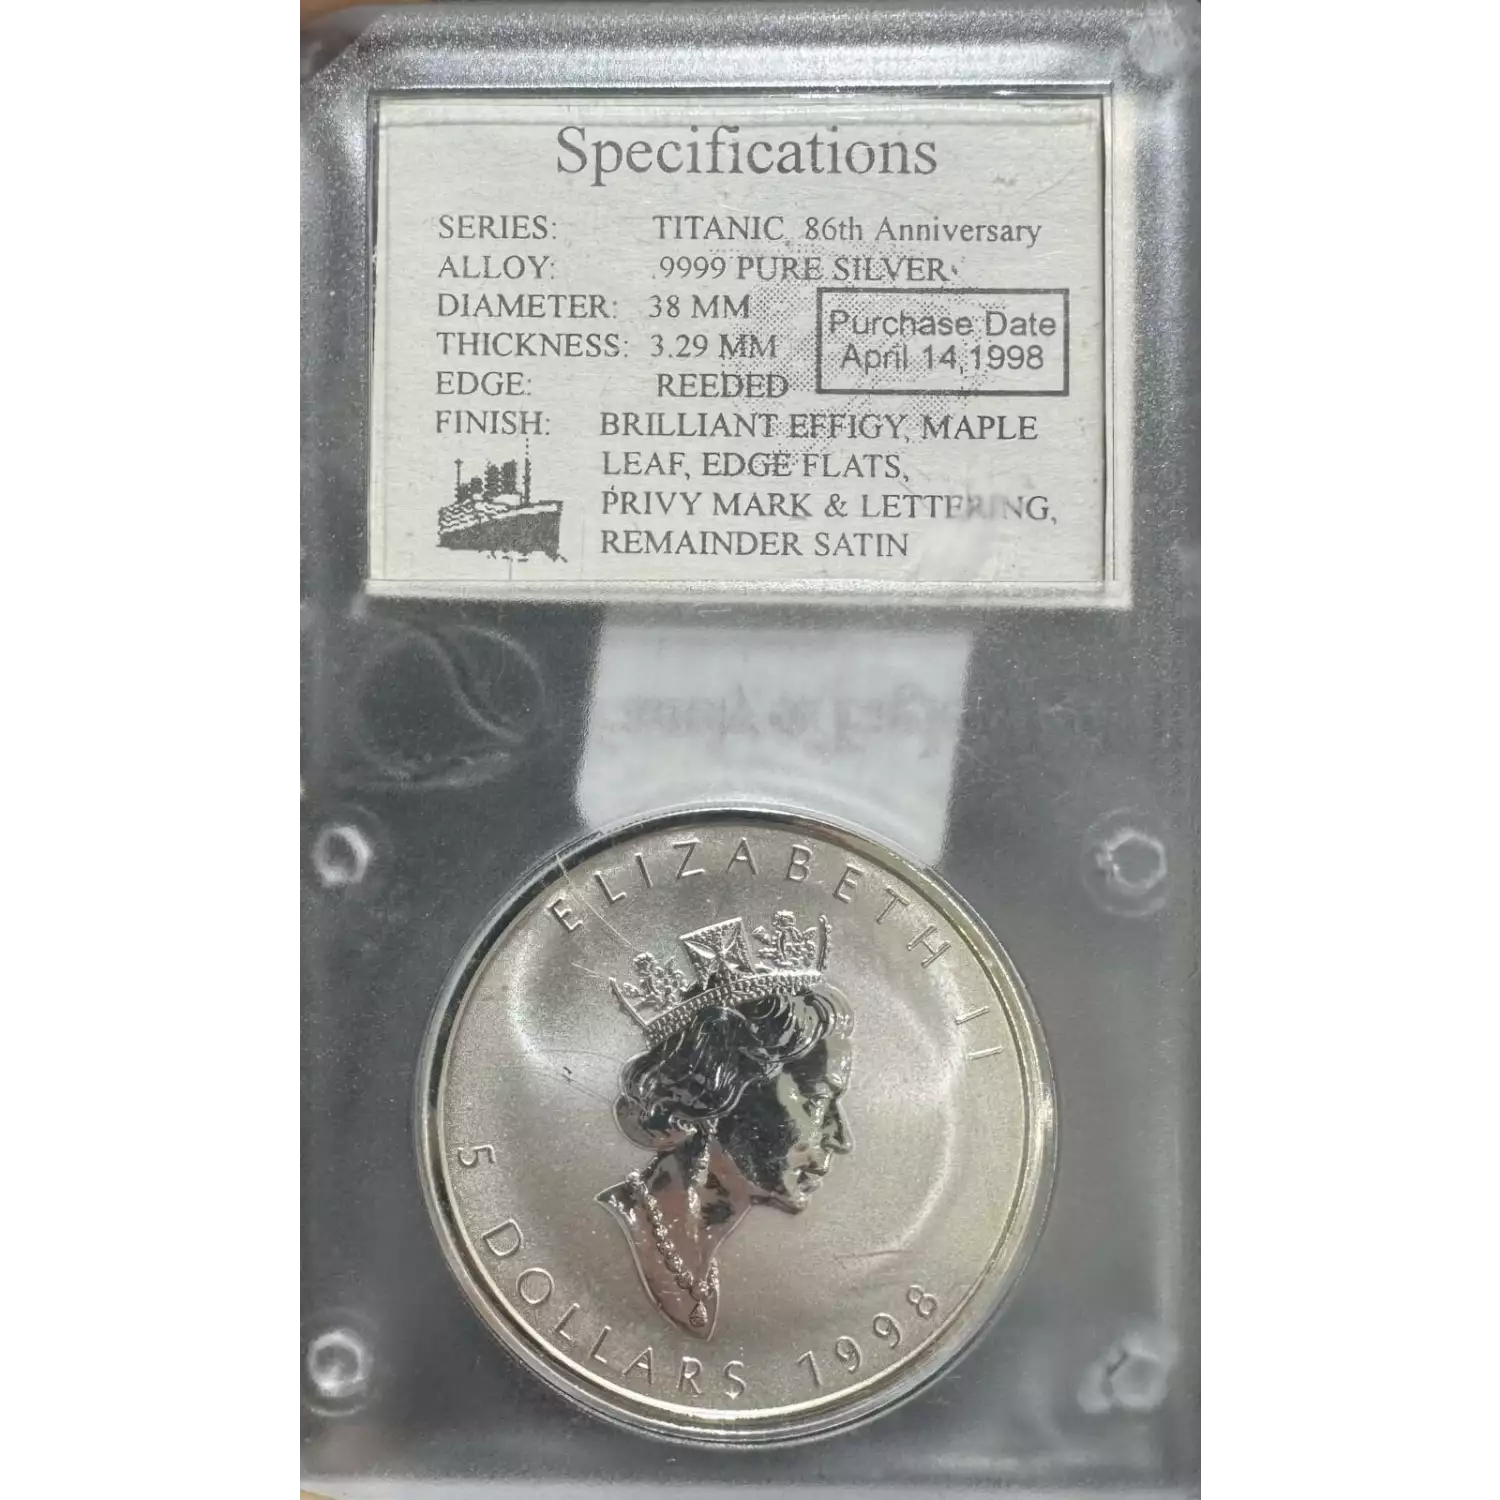 Specifications
SERIES: TITANIC 86th Anniversary
ALLOY: .9999 PURE SILVER
DIAMETER: 38 MM
THICKNESS: 3.29 MM
EDGE: REEDED
Purchase Date
April 14,1998
FINISH: BRILLIANT EFFIGY, MAPLE
LEAF, EDGE FLATS,
PRIVY MARK & LETTERING,
REMAINDER SATIN
ELIZABETH II
5 DOLLARS 1998